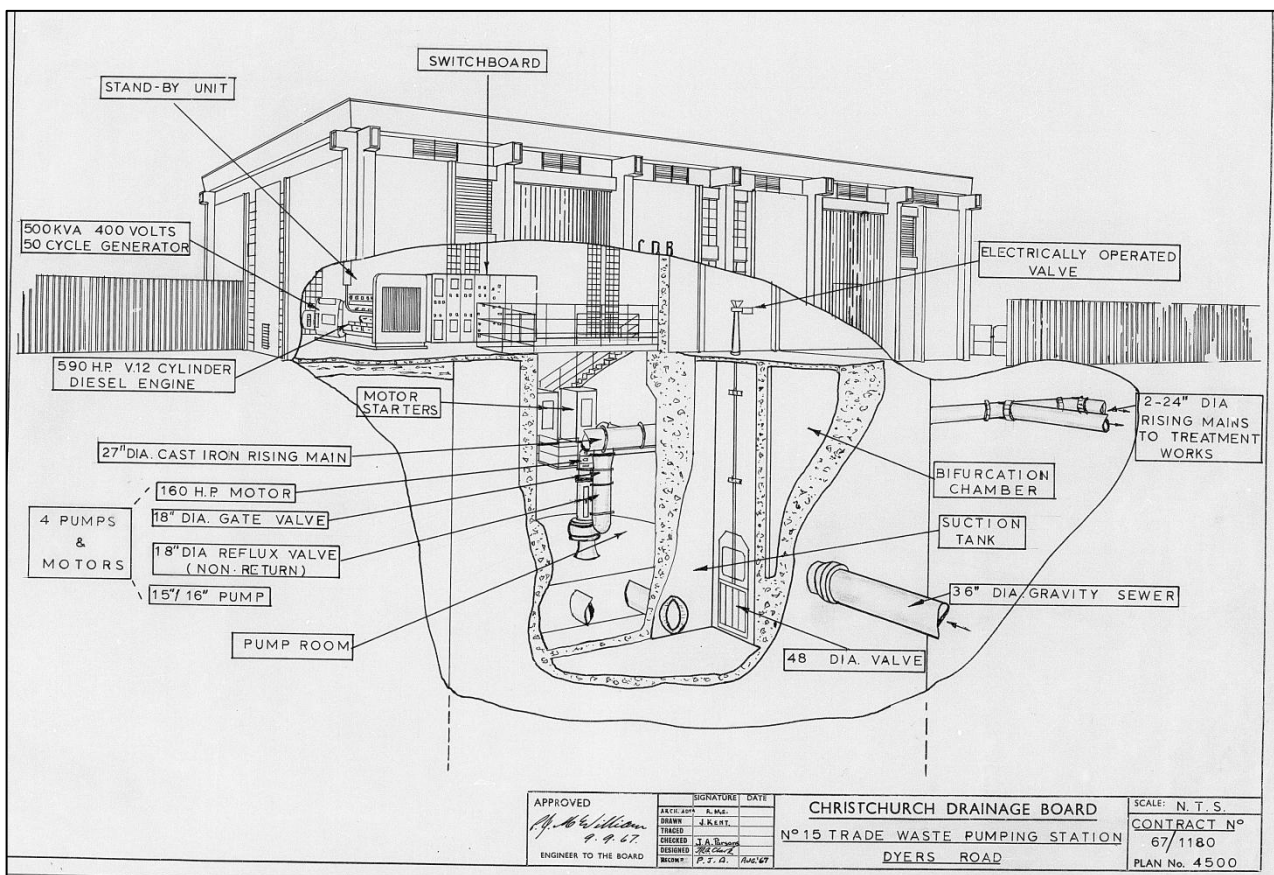 SWITCHBOARD
STAND-BY UNIT
500KVA 400 VOLTS
50 CYCLE GENERATOR
CDB
ELECTRICALLY OPERATED
VALVE
590 H.P. V.12 CYLINDER
DIESEL ENGINE
MOTOR
STARTERS
2-24" DIA
RISING MAINS
TO TREATMENT
WORKS
27" DIA. CAST IRON RISING MAIN
BIFURCATION
CHAMBER
160 H.P. MOTOR
18" DIA. GATE VALVE
4 PUMPS
&
MOTORS
SUCTION
TANK
18" DIA REFLUX VALVE
(NON-RETURN)
15"/16" PUMP
36" DIA. GRAVITY SEWER
PUMP ROOM
48 DIA. VALVE
APPROVED
9.9.67.
ENGINEER TO THE BOARD
SIGNATURE DATE
DRAWN J. KENT.
TRACED
CHECKED J.A. Parsons
DESIGNED
P.J.A. AUG.'67
CHRISTCHURCH DRAINAGE BOARD
Nº 15 TRADE WASTE PUMPING STATION
DYERS ROAD
SCALE: N.T.S.
CONTRACT Nº
67/1180
PLAN No. 4500